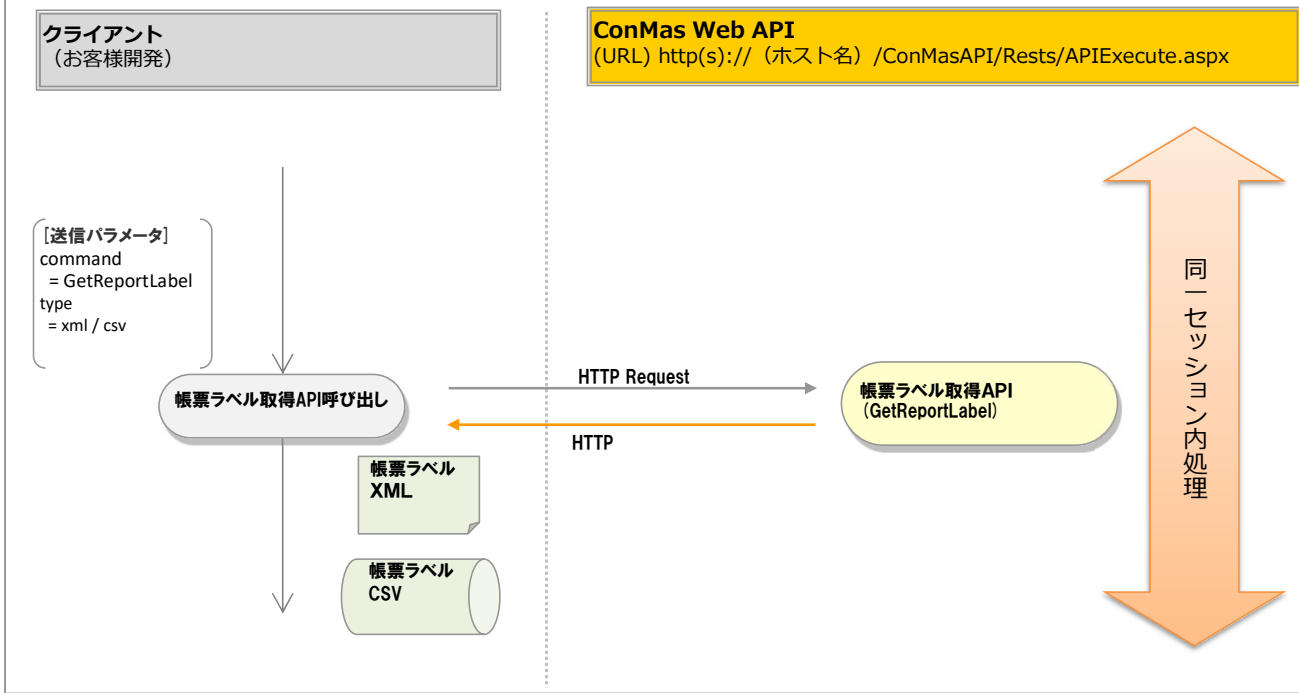 クライアント
（お客様開発）
ConMas Web API
(URL) http(s)://（ホスト名）/ConMasAPI/Rests/APIExecute.aspx
[送信パラメータ]
command
= GetReportLabel
type
= xml / csv
帳票ラベル取得API呼び出し
HTTP Request
HTTP
帳票ラベル取得API
（GetReportLabel）
帳票ラベル
XML
帳票ラベル
CSV
同一セッション内処理